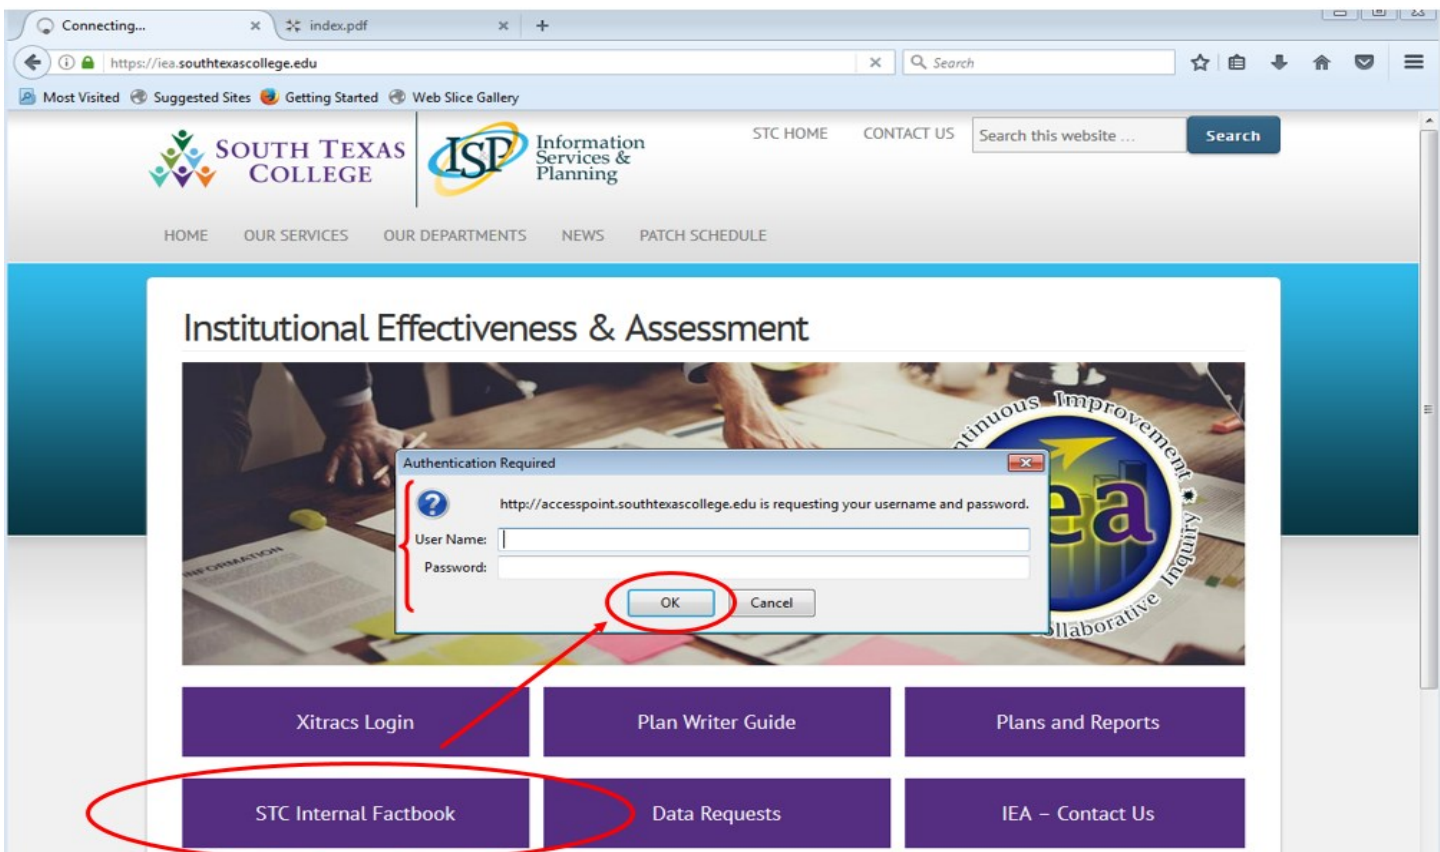 Connecting...
index.pdf
https://iea.southtexascollege.edu
Search
Most Visited
Suggested Sites
Getting Started
Web Slice Gallery
SOUTH TEXAS
COLLEGE
ISP
Information
Services &
Planning
STC HOME
CONTACT US
Search this website ...
Search
HOME
OUR SERVICES
OUR DEPARTMENTS
NEWS
PATCH SCHEDULE
Institutional Effectiveness & Assessment
INFORMATION
tinuous Improvement
Collaborative Inquiry
ea
Authentication Required
http://accesspoint.southtexascollege.edu is requesting your username and password.
User Name:
Password:
OK
Cancel
Xitracs Login
Plan Writer Guide
Plans and Reports
STC Internal Factbook
Data Requests
IEA – Contact Us